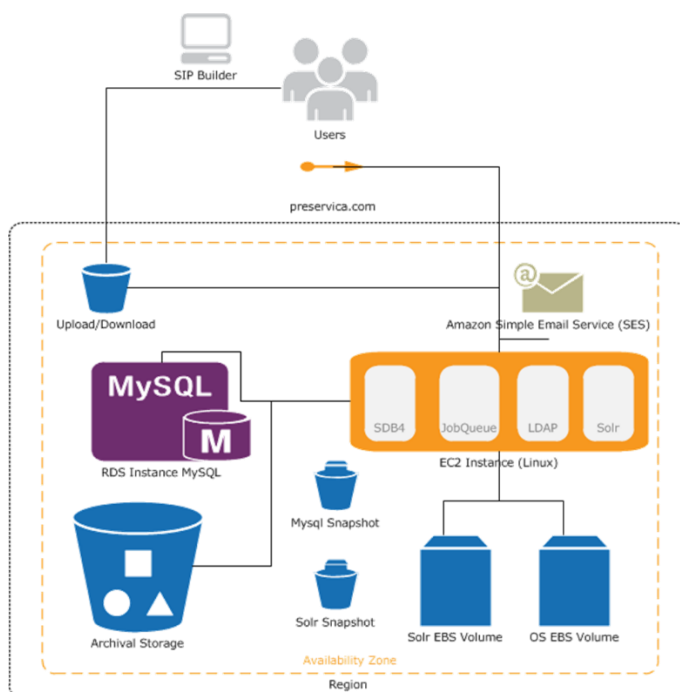 SIP Builder
Users
preservica.com
Upload/Download
@
Amazon Simple Email Service (SES)
MySQL
M
RDS Instance MySQL
SDB4
JobQueue
LDAP
Solr
EC2 Instance (Linux)
Mysql Snapshot
Solr Snapshot
Archival Storage
Solr EBS Volume
OS EBS Volume
Availability Zone
Region